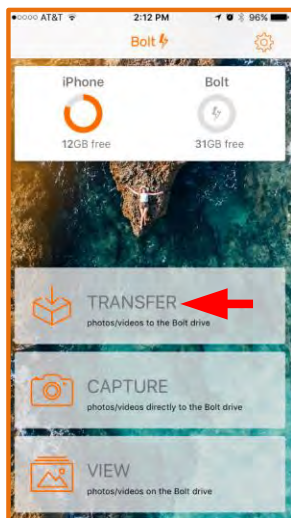 AT&T 2:12 PM 96%
Bolt
iPhone Bolt
12GB free 31GB free
TRANSFER
photos/videos to the Bolt drive
CAPTURE
photos/videos directly to the Bolt drive
VIEW
photos/videos on the Bolt drive